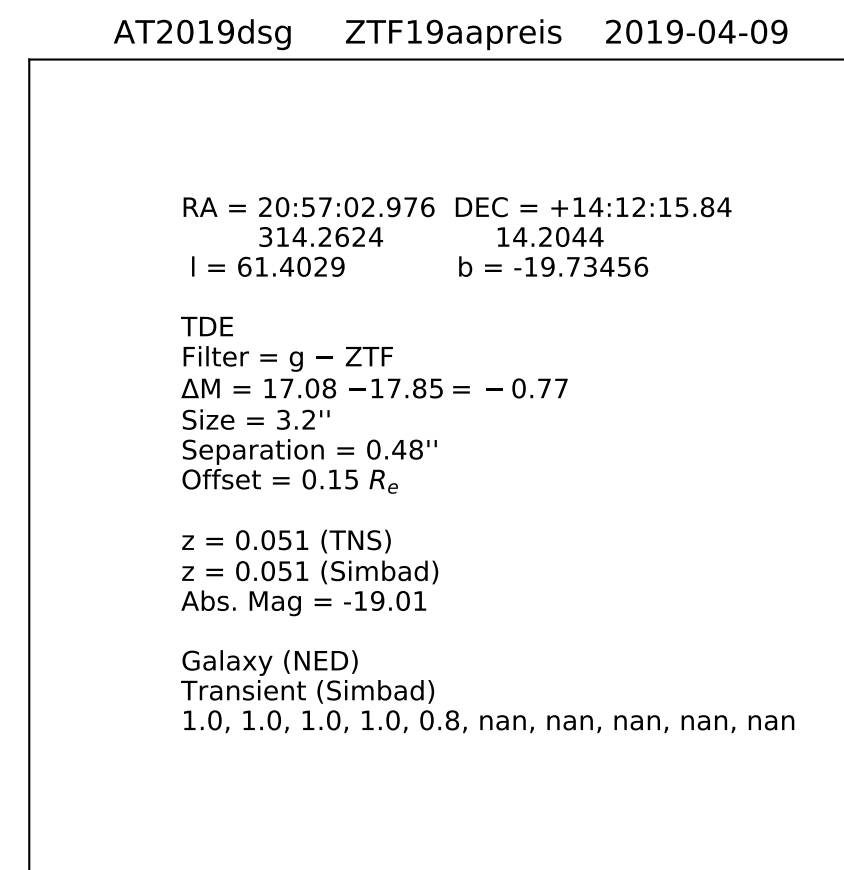 AT2019dsg ZTF19aapreis 2019-04-09
RA = 20:57:02.976 DEC = +14:12:15.84
314.2624 14.2044
l = 61.4029 b = -19.73456
TDE
Filter = g − ZTF
ΔM = 17.08 −17.85 = − 0.77
Size = 3.2''
Separation = 0.48''
Offset = 0.15 Rₑ
z = 0.051 (TNS)
z = 0.051 (Simbad)
Abs. Mag = -19.01
Galaxy (NED)
Transient (Simbad)
1.0, 1.0, 1.0, 1.0, 0.8, nan, nan, nan, nan, nan